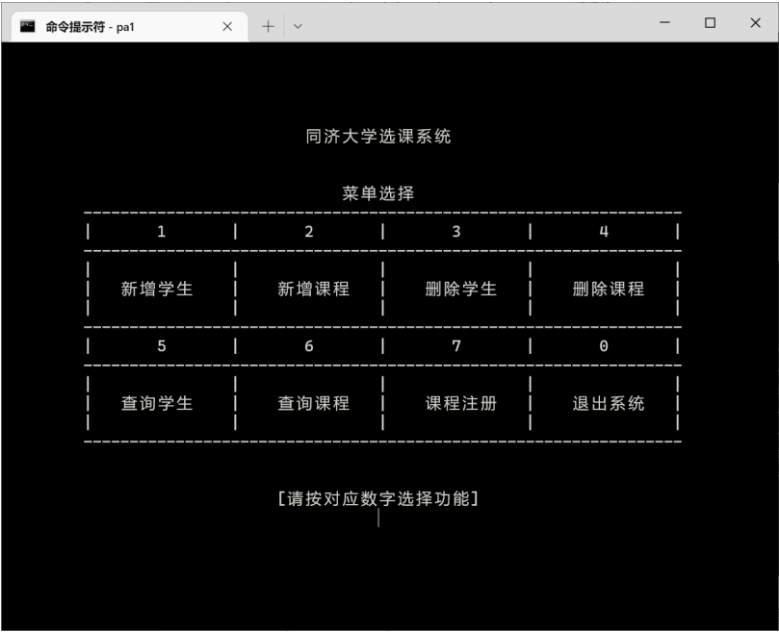 命令提示符 - pa1
同济大学选课系统
菜单选择
1 2 3 4
新增学生 新增课程 删除学生 删除课程
5 6 7 0
查询学生 查询课程 课程注册 退出系统
[请按对应数字选择功能]